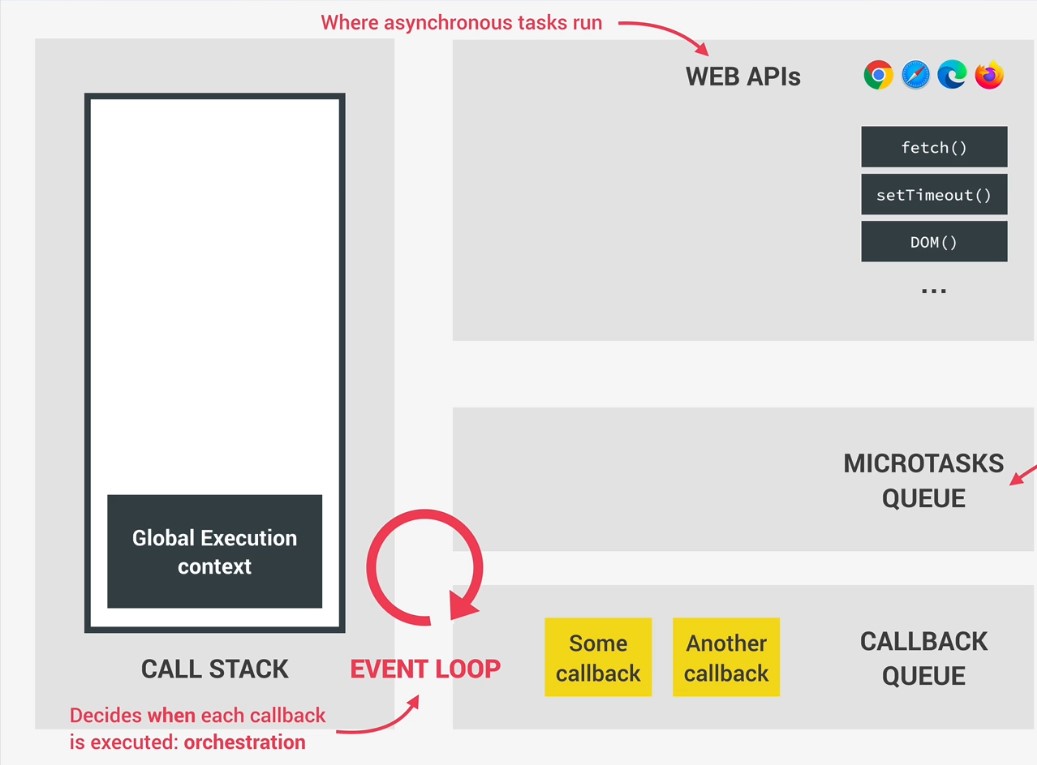 Where asynchronous tasks run
WEB APIs
fetch()
setTimeout()
DOM()
...
MICROTASKS
QUEUE
Global Execution
context
CALL STACK
EVENT LOOP
Some
callback
Another
callback
CALLBACK
QUEUE
Decides when each callback
is executed: orchestration